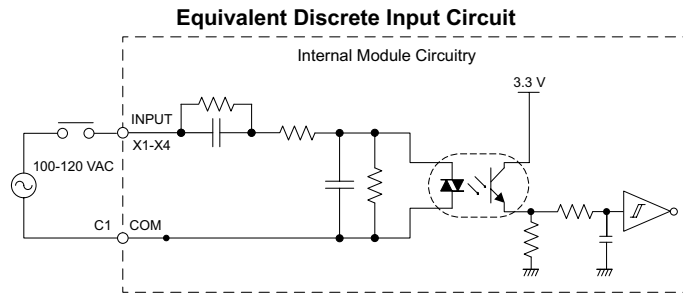 Equivalent Discrete Input Circuit
Internal Module Circuitry
3.3 V
INPUT
X1-X4
100-120 VAC
C1
COM